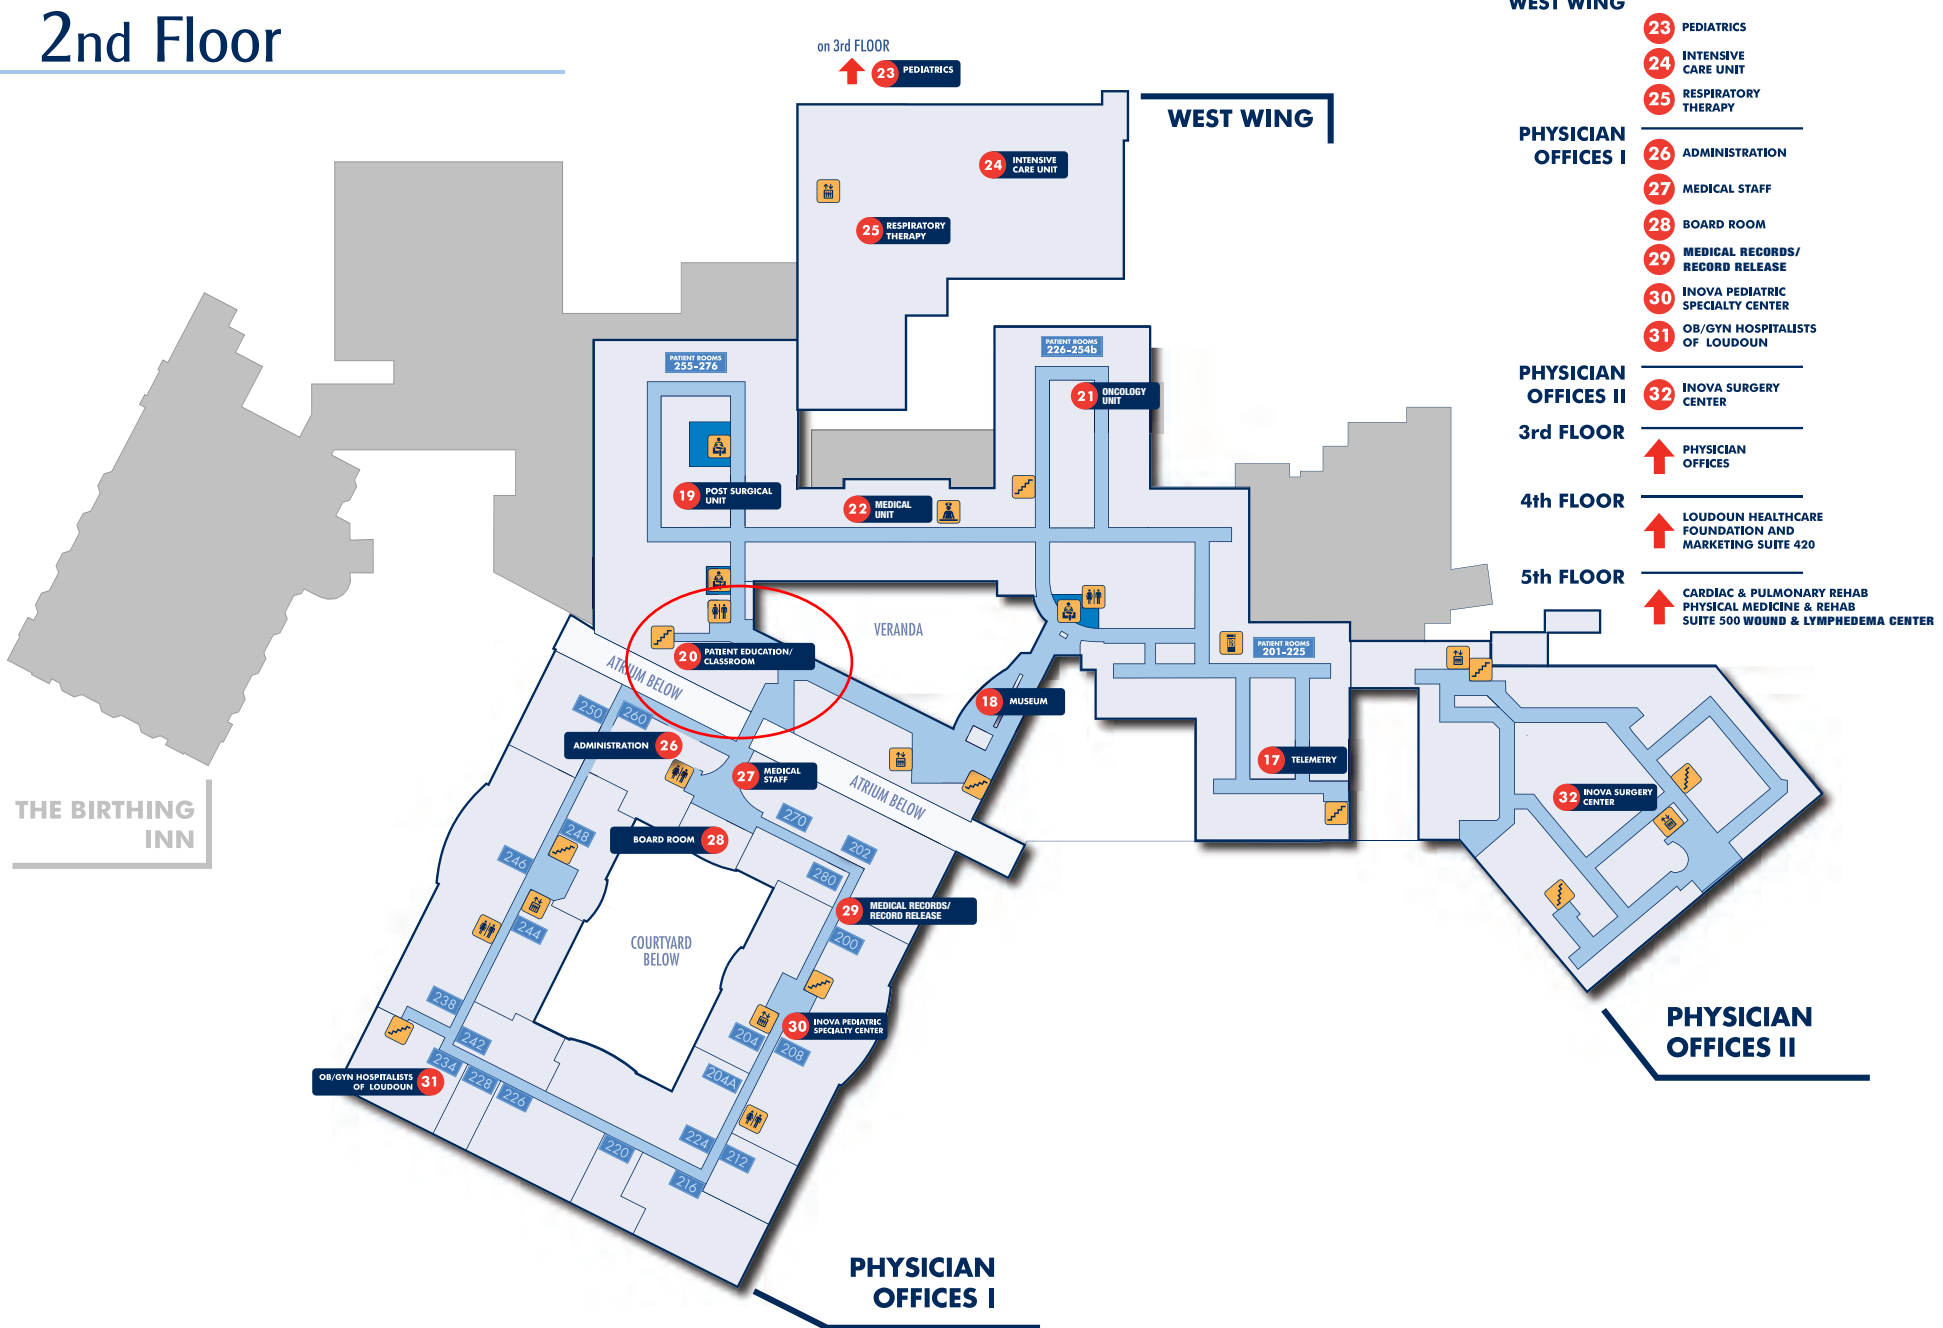 2nd Floor
on 3rd FLOOR
23 PEDIATRICS
WEST WING
24 INTENSIVE
CARE UNIT
25 RESPIRATORY
THERAPY
PATIENT ROOMS
255-276
PATIENT ROOMS
226-254b
21 ONCOLOGY
UNIT
19 POST SURGICAL
UNIT
22 MEDICAL
UNIT
VERANDA
20 PATIENT EDUCATION/
CLASSROOM
ATRIUM BELOW
PATIENT ROOMS
201-225
18 MUSEUM
250
260
ADMINISTRATION 26
27 MEDICAL
STAFF
17 TELEMETRY
ATRIUM BELOW
32 INOVA SURGERY
CENTER
THE BIRTHING
INN
270
248
BOARD ROOM 28
202
246
280
29 MEDICAL RECORDS/
RECORD RELEASE
244
200
COURTYARD
BELOW
238
30 INOVA PEDIATRIC
SPECIALTY CENTER
242
204
208
234
OB/GYN HOSPITALISTS
OF LOUDOUN 31
228
204A
226
224
220
212
216
PHYSICIAN
OFFICES II
PHYSICIAN
OFFICES I
WEST WING
23 PEDIATRICS
24 INTENSIVE
CARE UNIT
25 RESPIRATORY
THERAPY
PHYSICIAN
OFFICES I
26 ADMINISTRATION
27 MEDICAL STAFF
28 BOARD ROOM
29 MEDICAL RECORDS/
RECORD RELEASE
30 INOVA PEDIATRIC
SPECIALTY CENTER
31 OB/GYN HOSPITALISTS
OF LOUDOUN
PHYSICIAN
OFFICES II
32 INOVA SURGERY
CENTER
3rd FLOOR
PHYSICIAN
OFFICES
4th FLOOR
LOUDOUN HEALTHCARE
FOUNDATION AND
MARKETING SUITE 420
5th FLOOR
CARDIAC & PULMONARY REHAB
PHYSICAL MEDICINE & REHAB
SUITE 500 WOUND & LYMPHEDEMA CENTER